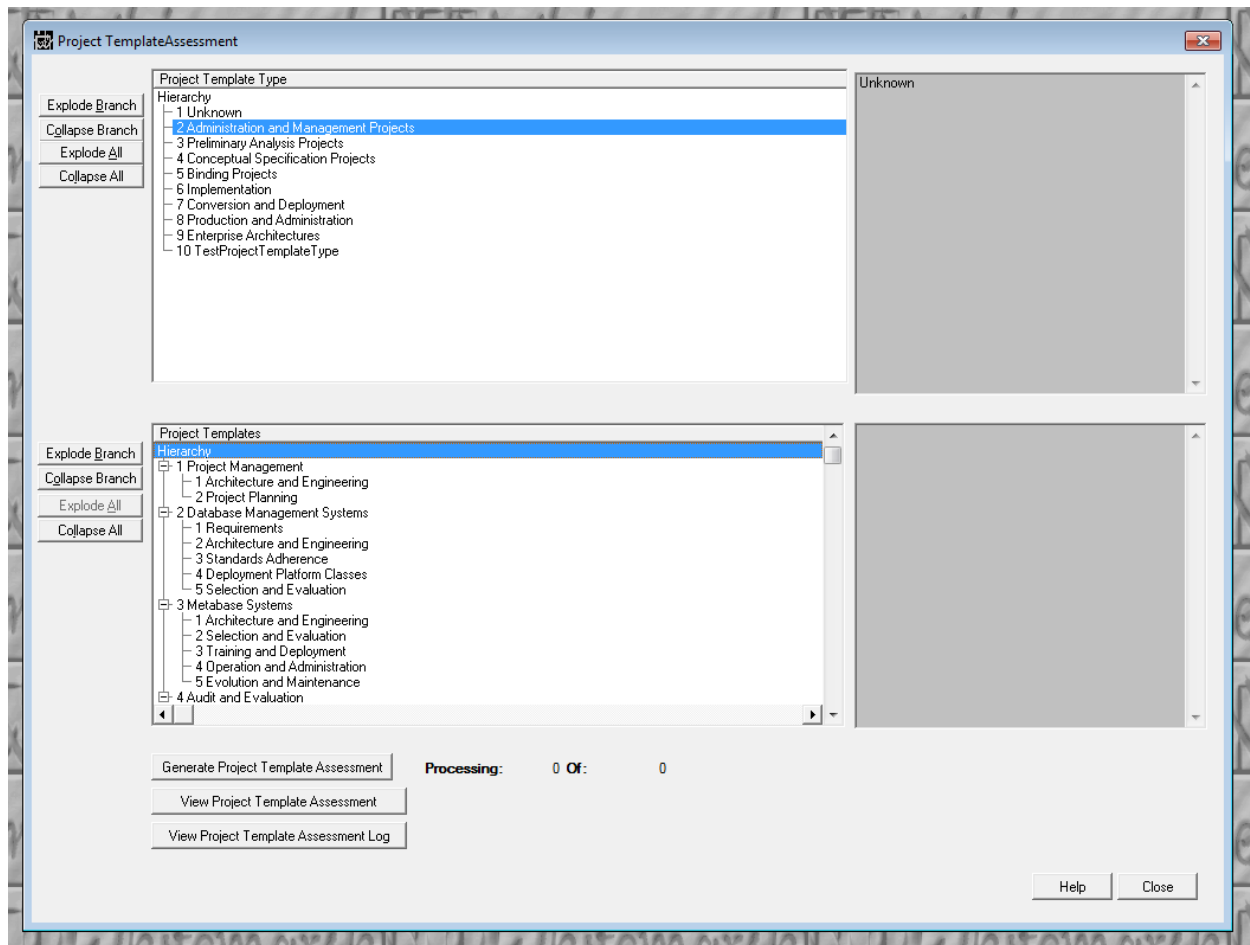 Project TemplateAssessment
Project Template Type
Unknown
Hierarchy
1 Unknown
2 Administration and Management Projects
3 Preliminary Analysis Projects
4 Conceptual Specification Projects
5 Binding Projects
6 Implementation
7 Conversion and Deployment
8 Production and Administration
9 Enterprise Architectures
10 TestProjectTemplateType
Explode Branch
Collapse Branch
Explode All
Collapse All
Project Templates
Hierarchy
1 Project Management
1 Architecture and Engineering
2 Project Planning
2 Database Management Systems
1 Requirements
2 Architecture and Engineering
3 Standards Adherence
4 Deployment Platform Classes
5 Selection and Evaluation
3 Metabase Systems
1 Architecture and Engineering
2 Selection and Evaluation
3 Training and Deployment
4 Operation and Administration
5 Evolution and Maintenance
4 Audit and Evaluation
Explode Branch
Collapse Branch
Explode All
Collapse All
Generate Project Template Assessment
Processing: 0 Of: 0
View Project Template Assessment
View Project Template Assessment Log
Help
Close